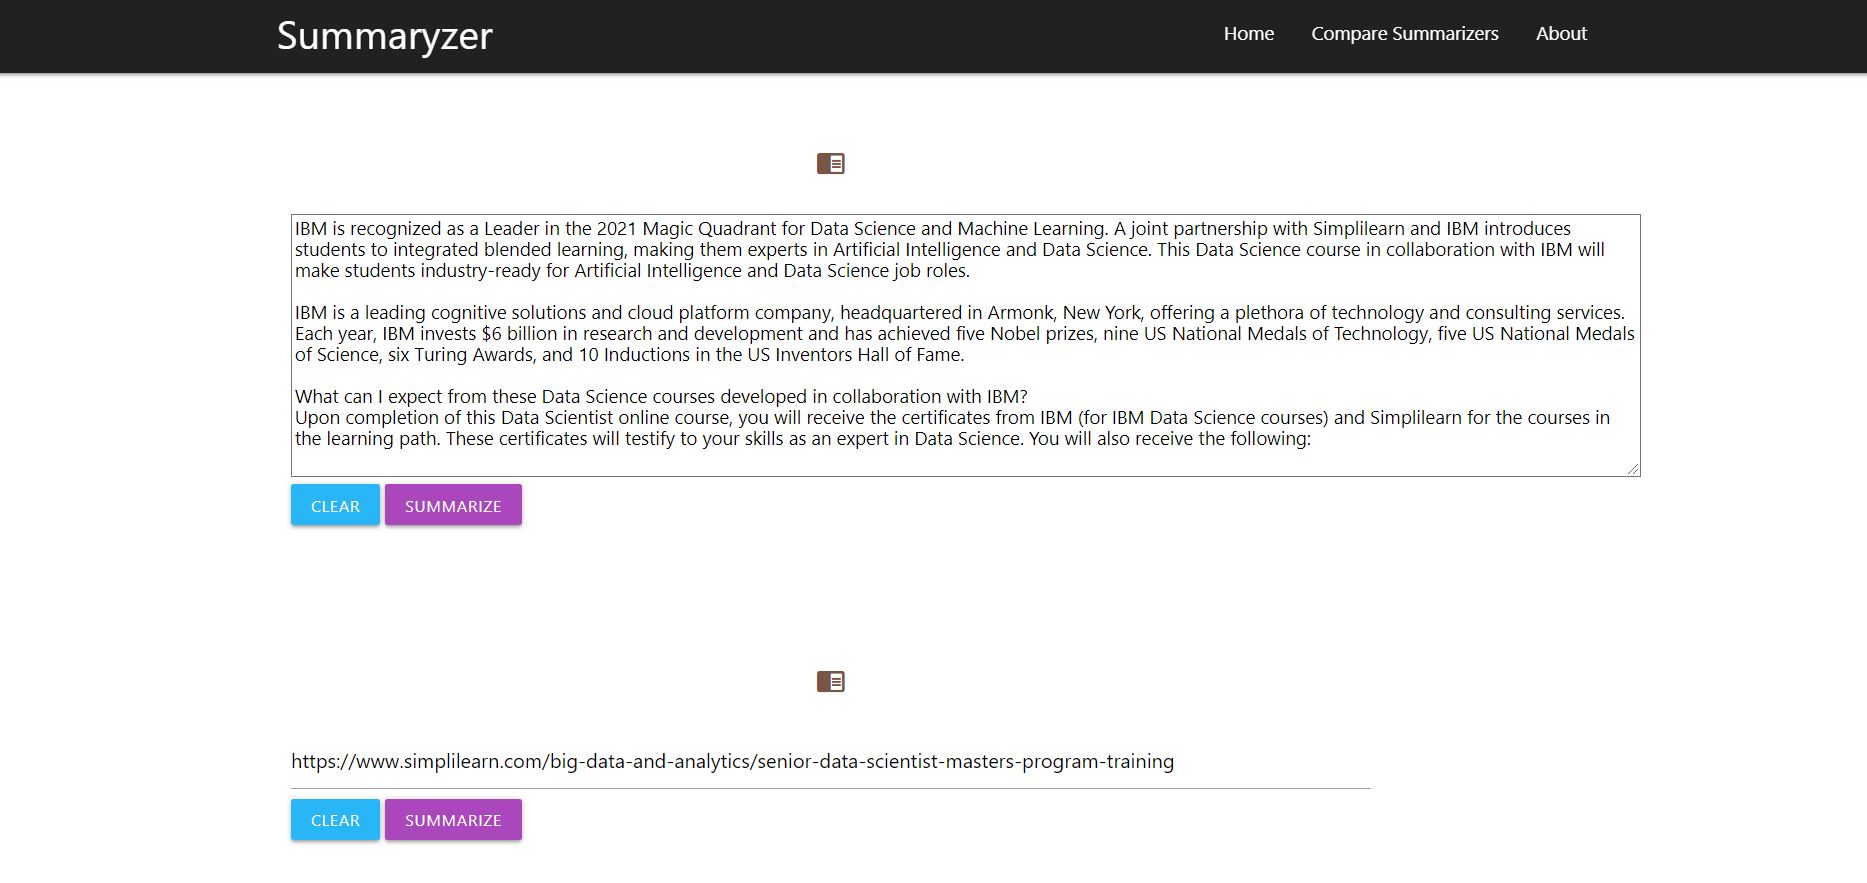 Summaryzer
Home Compare Summarizers About
IBM is recognized as a Leader in the 2021 Magic Quadrant for Data Science and Machine Learning. A joint partnership with Simplilearn and IBM introduces
students to integrated blended learning, making them experts in Artificial Intelligence and Data Science. This Data Science course in collaboration with IBM will
make students industry-ready for Artificial Intelligence and Data Science job roles.
IBM is a leading cognitive solutions and cloud platform company, headquartered in Armonk, New York, offering a plethora of technology and consulting services.
Each year, IBM invests $6 billion in research and development and has achieved five Nobel prizes, nine US National Medals of Technology, five US National Medals
of Science, six Turing Awards, and 10 Inductions in the US Inventors Hall of Fame.
What can I expect from these Data Science courses developed in collaboration with IBM?
Upon completion of this Data Scientist online course, you will receive the certificates from IBM (for IBM Data Science courses) and Simplilearn for the courses in
the learning path. These certificates will testify to your skills as an expert in Data Science. You will also receive the following:
CLEAR SUMMARIZE
https://www.simplilearn.com/big-data-and-analytics/senior-data-scientist-masters-program-training
CLEAR SUMMARIZE